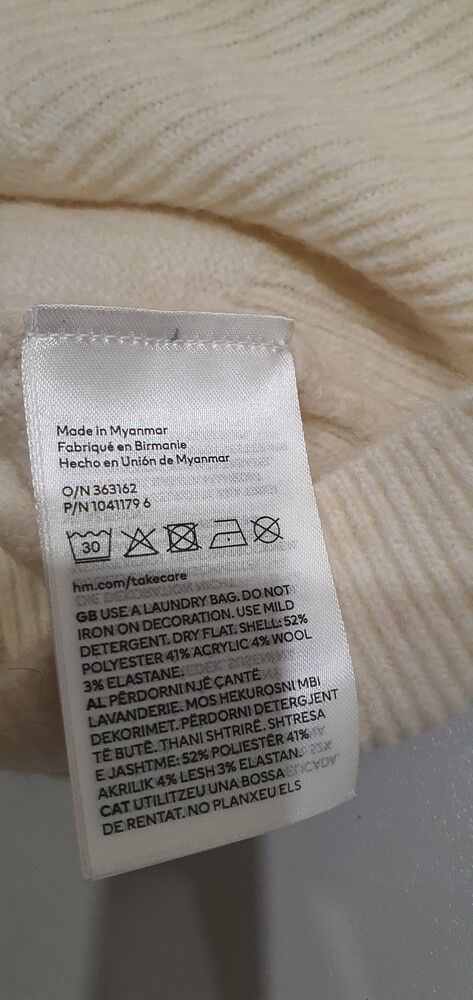 Made in Myanmar
Fabriqué en Birmanie
Hecho en Unión de Myanmar
O/N 363162
P/N 1041179 6
30
hm.com/takecare
GB USE A LAUNDRY BAG. DO NOT
IRON ON DECORATION. USE MILD
DETERGENT. DRY FLAT. SHELL: 52%
POLYESTER 41% ACRYLIC 4% WOOL
3% ELASTANE.
AL PËRDORNI NJË ÇANTË
LAVANDERIE. MOS HEKUROSNI MBI
DEKORIMET. PËRDORNI DETERGJENT
TË BUTË. THANI SHTRIRË. SHTRESA
E JASHTME: 52% POLIESTËR 41%
AKRILIK 4% LESH 3% ELASTAN.
CAT UTILITZEU UNA BOSSA
DE RENTAT. NO PLANXEU ELS